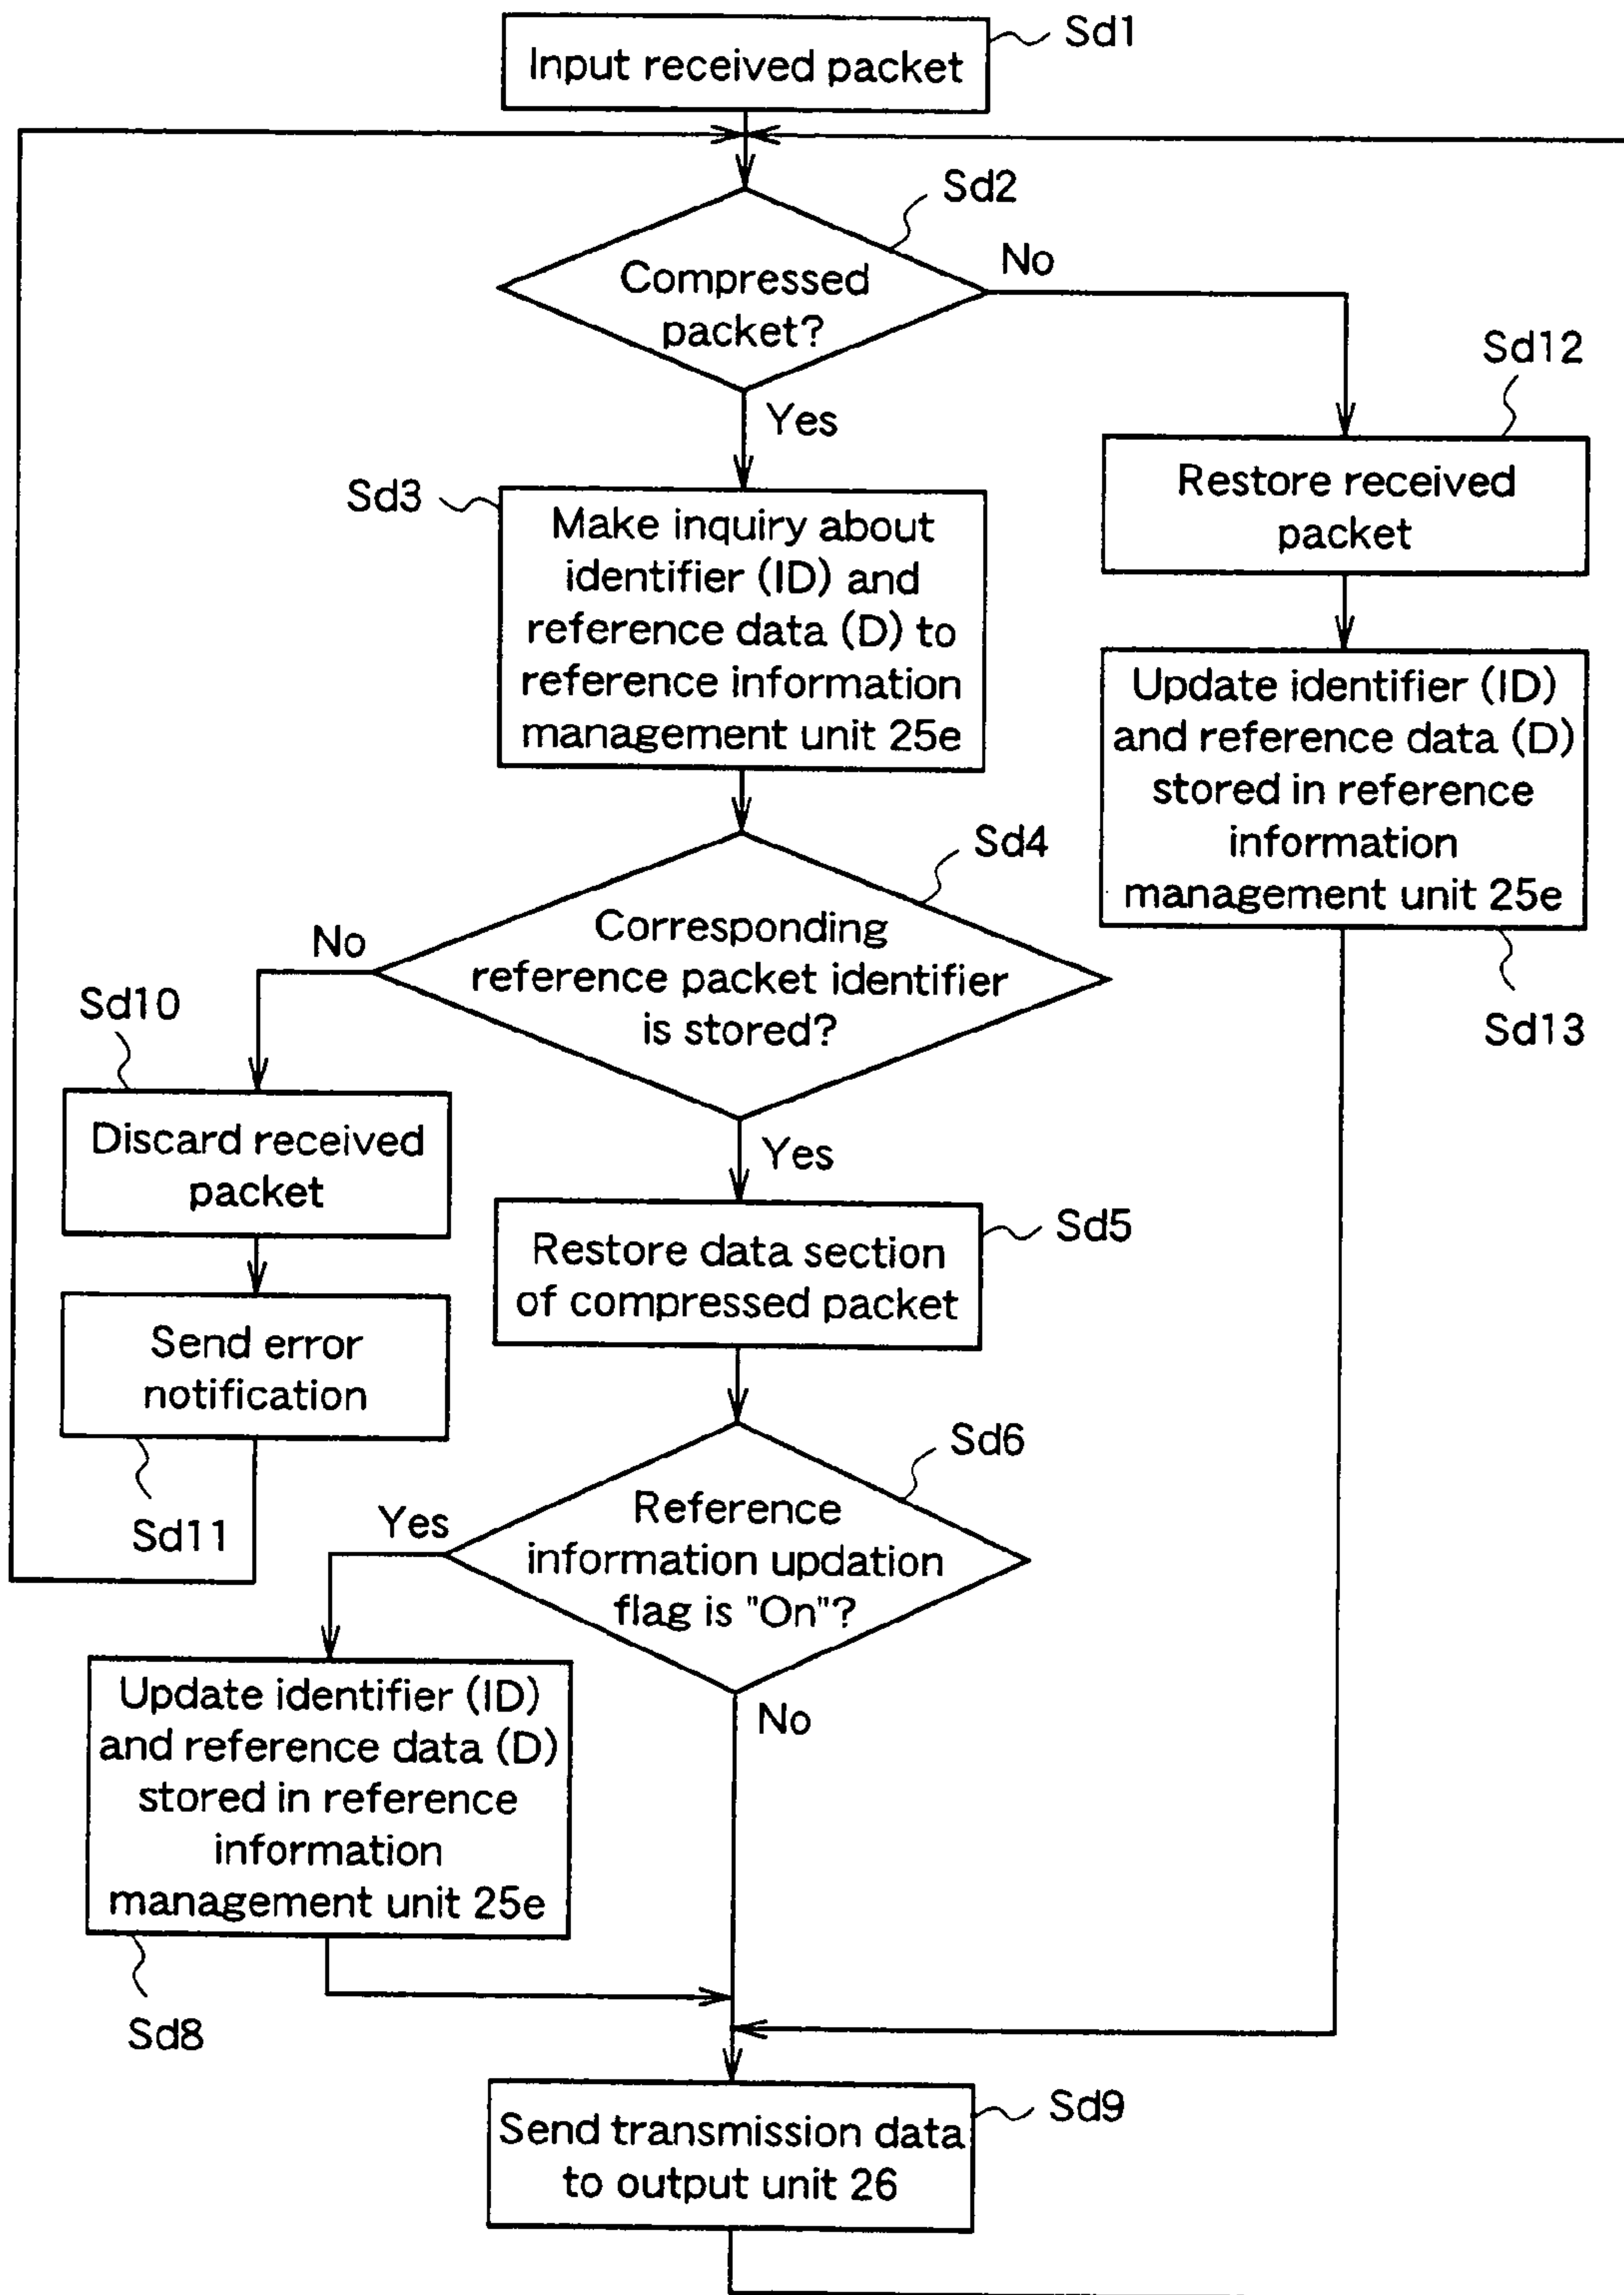 Sd1
Input received packet
Sd2
Compressed
packet?
No
Yes
Sd12
Restore received
packet
Sd3
Make inquiry about
identifier (ID) and
reference data (D) to
reference information
management unit 25e
Update identifier (ID)
and reference data (D)
stored in reference
information
management unit 25e
Sd13
Sd4
Corresponding
reference packet identifier
is stored?
No
Yes
Sd10
Discard received
packet
Send error
notification
Sd11
Sd5
Restore data section
of compressed packet
Sd6
Reference
information updation
flag is "On"?
Yes
No
Update identifier (ID)
and reference data (D)
stored in reference
information
management unit 25e
Sd8
Sd9
Send transmission data
to output unit 26